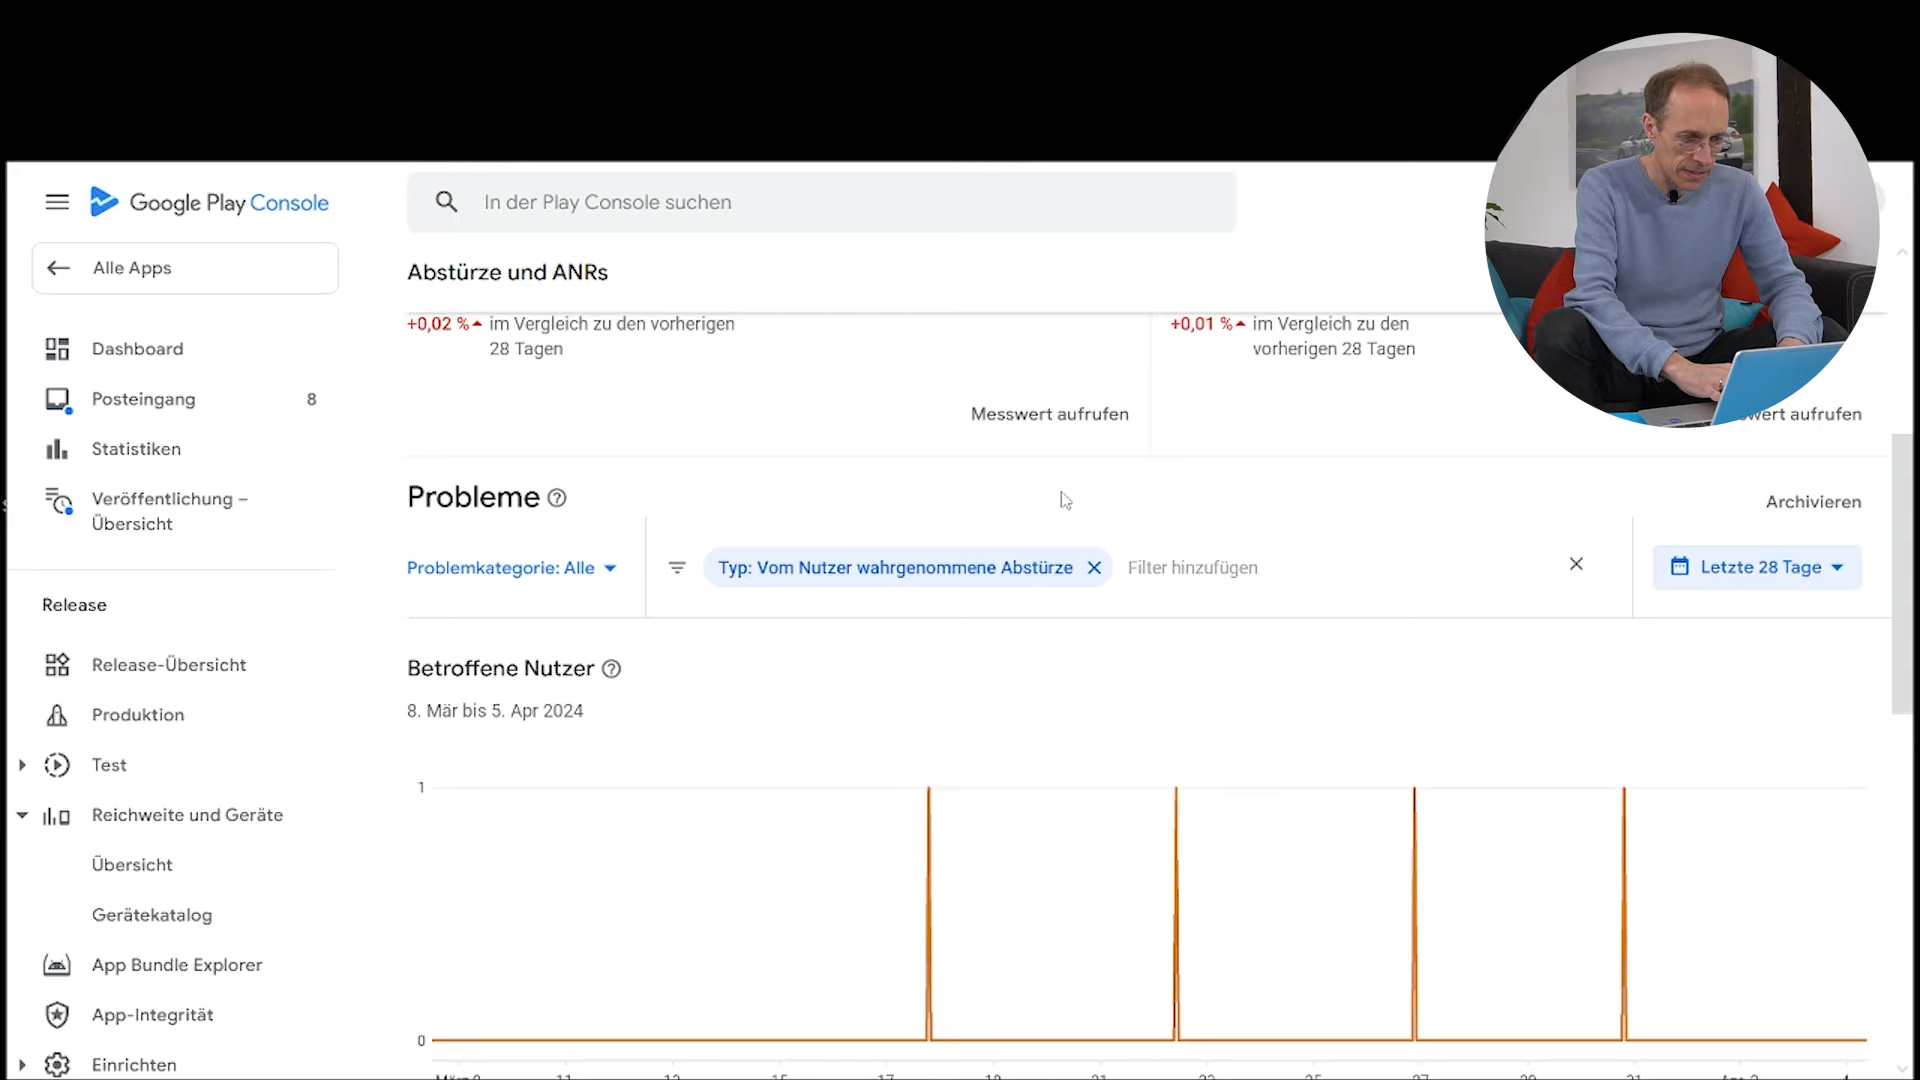 Google Play Console
In der Play Console suchen
Alle Apps
Abstürze und ANRs
+0,02 % im Vergleich zu den vorherigen
28 Tagen
+0,01 % im Vergleich zu den
vorherigen 28 Tagen
Messwert aufrufen
wert aufrufen
Dashboard
Posteingang 8
Statistiken
Veröffentlichung –
Übersicht
Probleme
Archivieren
Problemkategorie: Alle
Typ: Vom Nutzer wahrgenommene Abstürze
Filter hinzufügen
Letzte 28 Tage
Release
Release-Übersicht
Produktion
Test
Reichweite und Geräte
Übersicht
Gerätekatalog
App Bundle Explorer
App-Integrität
Einrichten
Betroffene Nutzer
8. Mär bis 5. Apr 2024
1
0